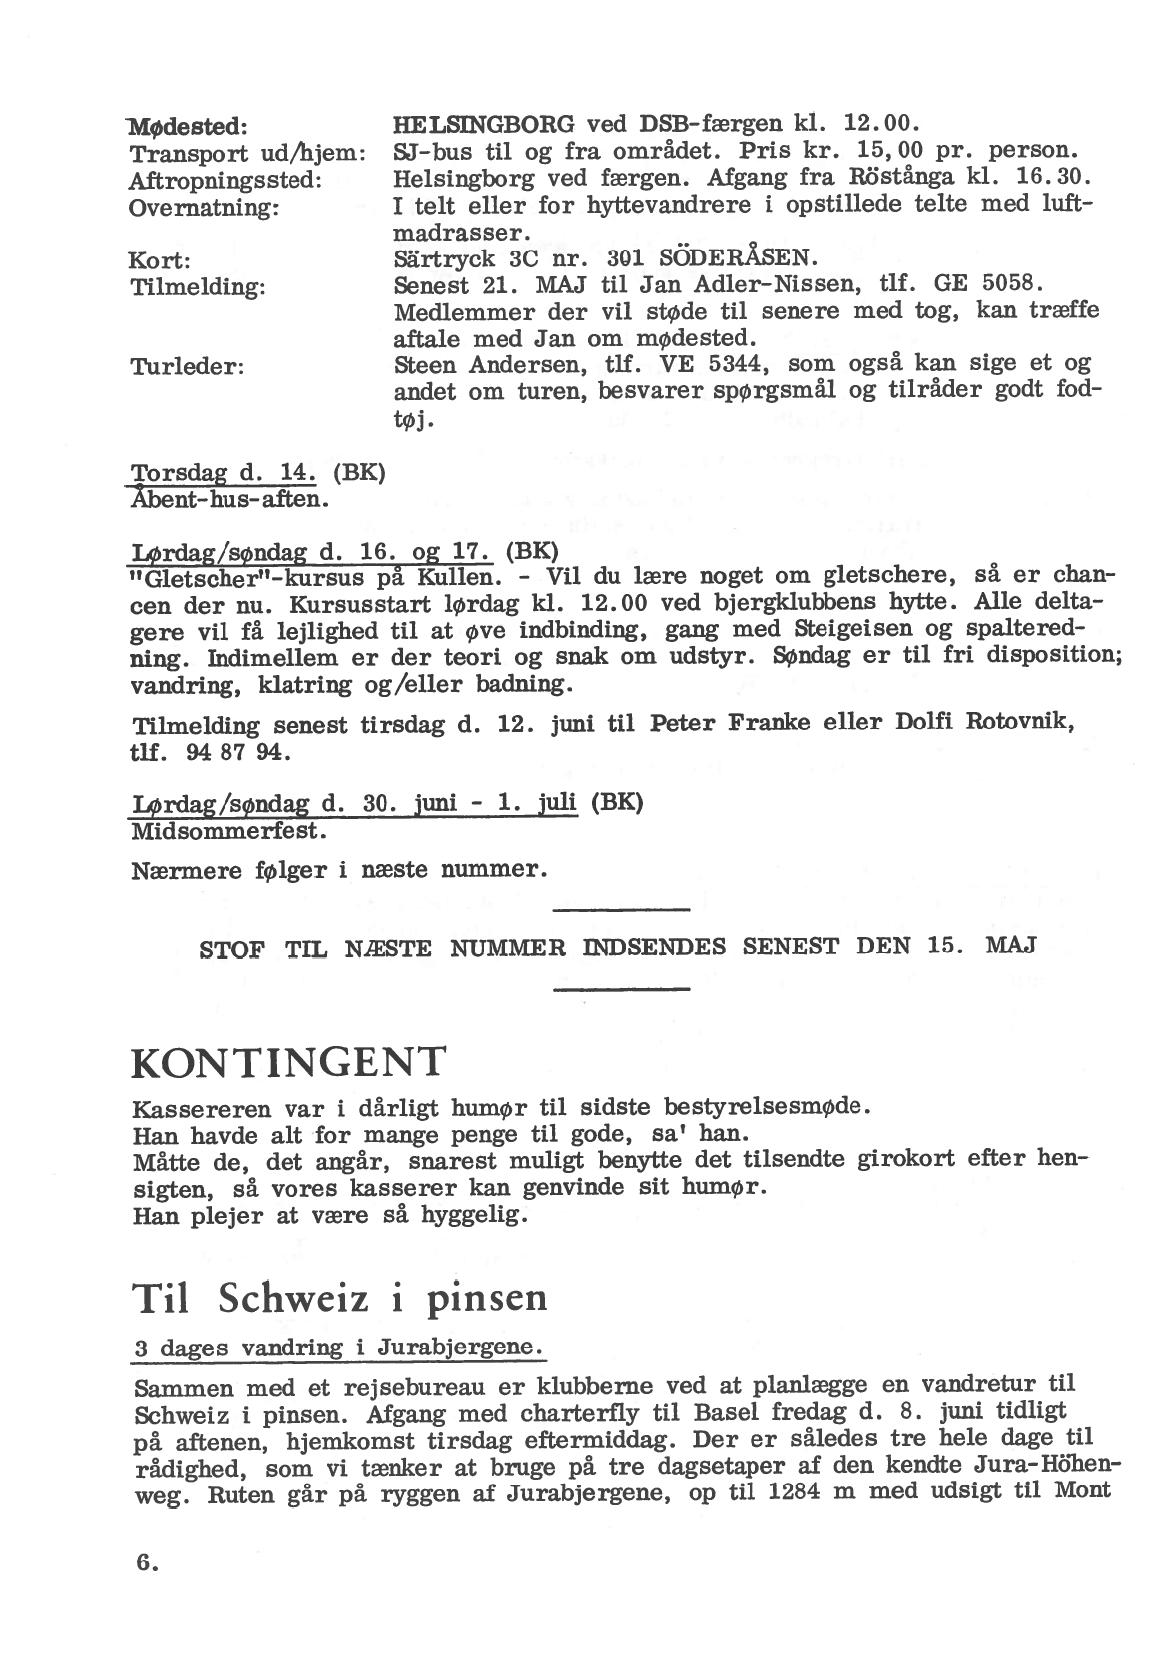 Mødested: HELSINGBORG ved DSB-færgen kl. 12.00.
Transport ud/hjem: SJ-bus til og fra området. Pris kr. 15,00 pr. person.
Aftropningssted: Helsingborg ved færgen. Afgang fra Röstånga kl. 16.30.
Overnatning: I telt eller for hyttevandrere i opstillede telte med luft-
madrasser.
Kort: Särtryck 3C nr. 301 SÖDERÅSEN.
Tilmelding: Senest 21. MAJ til Jan Adler-Nissen, tlf. GE 5058.
Medlemmer der vil støde til senere med tog, kan træffe
aftale med Jan om mødested.
Turleder: Steen Andersen, tlf. VE 5344, som også kan sige et og
andet om turen, besvarer spørgsmål og tilråder godt fod-
tøj.
Torsdag d. 14. (BK)
Åbent-hus-aften.
Lørdag/søndag d. 16. og 17. (BK)
"Gletscher"-kursus på Kullen. - Vil du lære noget om gletschere, så er chan-
cen der nu. Kursusstart lørdag kl. 12.00 ved bjergklubbens hytte. Alle delta-
gere vil få lejlighed til at øve indbinding, gang med Steigeisen og spaltered-
ning. Indimellem er der teori og snak om udstyr. Søndag er til fri disposition;
vandring, klatring og/eller badning.
Tilmelding senest tirsdag d. 12. juni til Peter Franke eller Dolfi Rotovnik,
tlf. 94 87 94.
Lørdag/søndag d. 30. juni - 1. juli (BK)
Midsommerfest.
Nærmere følger i næste nummer.
STOF TIL NÆSTE NUMMER INDSENDES SENEST DEN 15. MAJ
KONTINGENT
Kassereren var i dårligt humør til sidste bestyrelsesmøde.
Han havde alt for mange penge til gode, sa' han.
Måtte de, det angår, snarest muligt benytte det tilsendte girokort efter hen-
sigten, så vores kasserer kan genvinde sit humør.
Han plejer at være så hyggelig.
Til Schweiz i pinsen
3 dages vandring i Jurabjergene.
Sammen med et rejsebureau er klubberne ved at planlægge en vandretur til
Schweiz i pinsen. Afgang med charterfly til Basel fredag d. 8. juni tidligt
på aftenen, hjemkomst tirsdag eftermiddag. Der er således tre hele dage til
rådighed, som vi tænker at bruge på tre dagsetaper af den kendte Jura-Höhen-
weg. Ruten går på ryggen af Jurabjergene, op til 1284 m med udsigt til Mont
6.